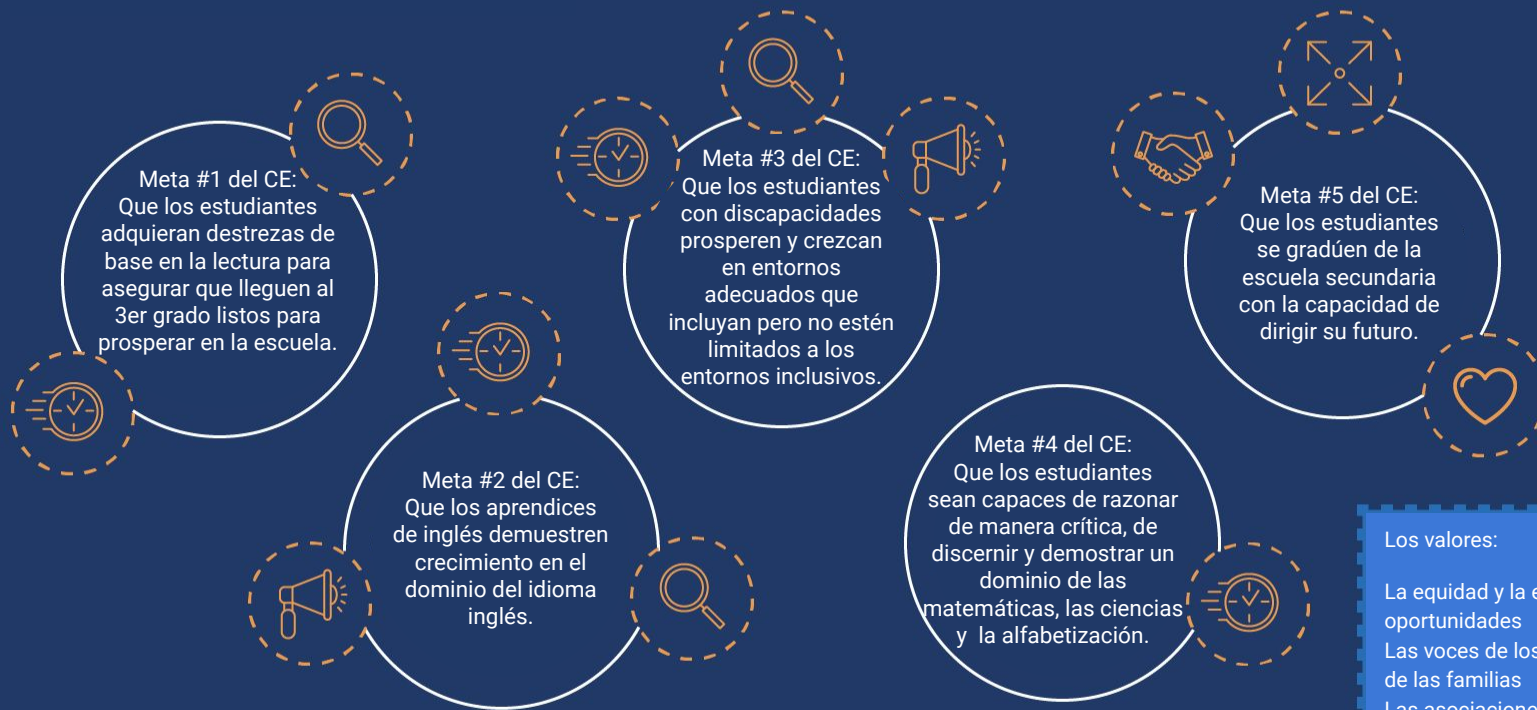 Meta #1 del CE:
Que los estudiantes
adquieran destrezas de
base en la lectura para
asegurar que lleguen al
3er grado listos para
prosperar en la escuela.
Meta #2 del CE:
Que los aprendices
de inglés demuestren
crecimiento en el
dominio del idioma
inglés.
Meta #3 del CE:
Que los estudiantes
con discapacidades
prosperen y crezcan
en entornos
adecuados que
incluyan pero no estén
limitados a los
entornos inclusivos.
Meta #4 del CE:
Que los estudiantes
sean capaces de razonar
de manera crítica, de
discernir y demostrar un
dominio de las
matemáticas, las ciencias
y la alfabetización.
Meta #5 del CE:
Que los estudiantes
se gradúen de la
escuela secundaria
con la capacidad de
dirigir su futuro.
Los valores:
La equidad y la
oportunidades
Las voces de los
de las familias
Las